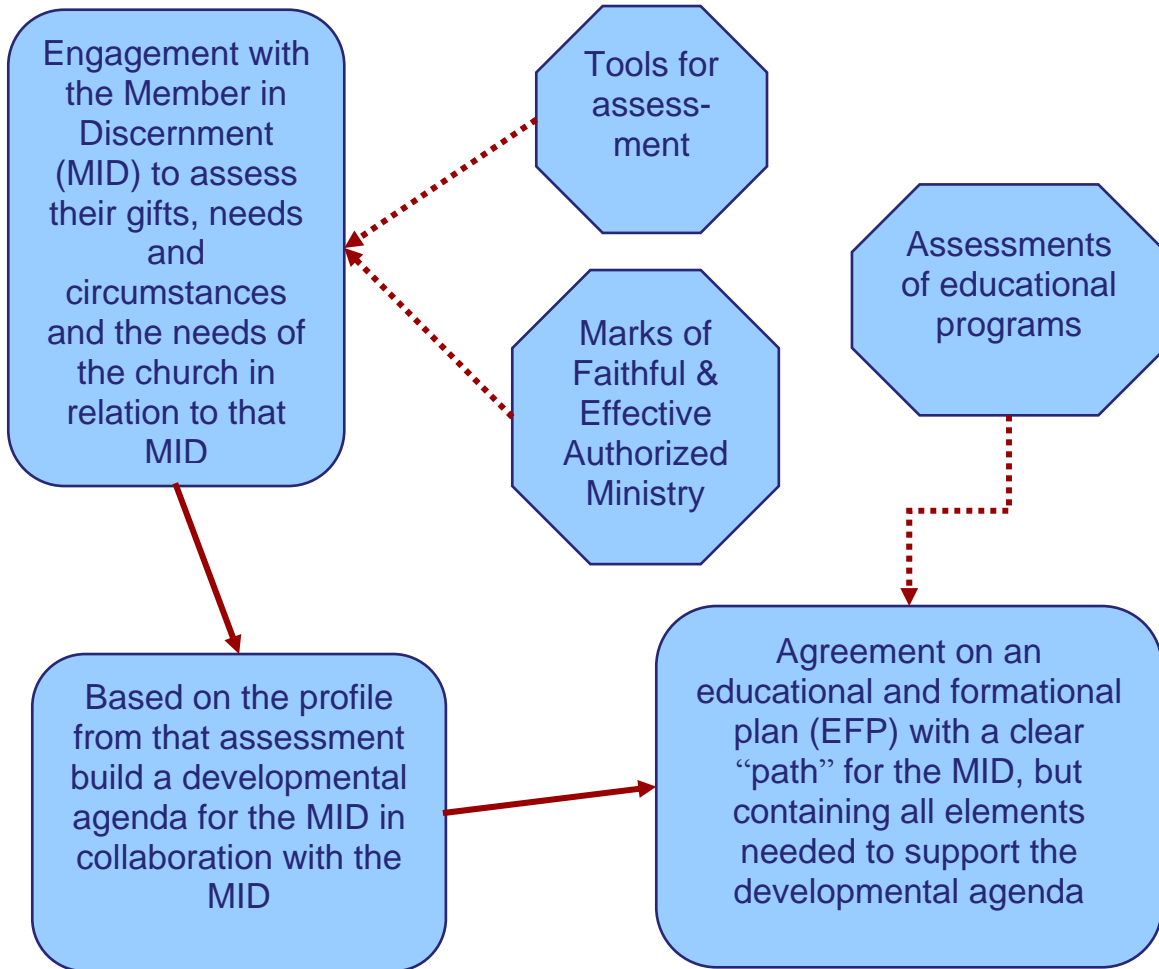 Engagement with
the Member in
Discernment
(MID) to assess
their gifts, needs
and
circumstances
and the needs of
the church in
relation to that
MID
Tools for
assess-
ment
Marks of
Faithful &
Effective
Authorized
Ministry
Assessments
of educational
programs
Based on the profile
from that assessment
build a developmental
agenda for the MID in
collaboration with the
MID
Agreement on an
educational and formational
plan (EFP) with a clear
“path” for the MID, but
containing all elements
needed to support the
developmental agenda